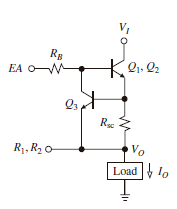 V_I
R_B
EA
Q_1, Q_2
Q_3
R_sc
R_1, R_2
V_O
Load
I_O